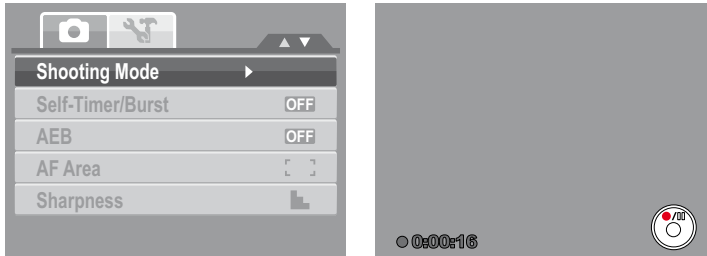 Shooting Mode
Self-Timer/Burst OFF
AEB OFF
AF Area
Sharpness
0:00:16